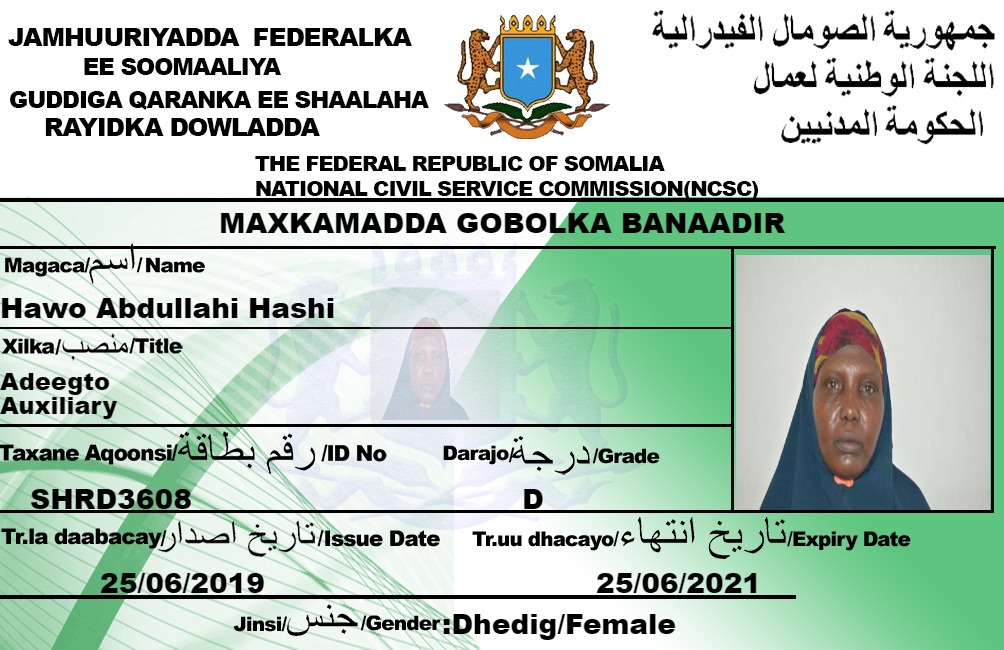 JAMHUURIYADDA FEDERALKA
EE SOOMAALIYA
GUDDIGA QARANKA EE SHAALAHA
RAYIDKA DOWLADDA
جمهورية الصومال الفيدرالية
اللجنة الوطنية لعمال
الحكومة المدنيين
THE FEDERAL REPUBLIC OF SOMALIA
NATIONAL CIVIL SERVICE COMMISSION(NCSC)
MAXKAMADDA GOBOLKA BANAADIR
Magaca/اسم/Name
Hawo Abdullahi Hashi
Xilka/منصب/Title
Adeegto
Auxiliary
Taxane Aqoonsi/رقم بطاقة/ID No Darajo/درجة/Grade
SHRD3608 D
Tr.la daabacay/تاريخ اصدار/Issue Date Tr.uu dhacayo/تاريخ انتهاء/Expiry Date
25/06/2019 25/06/2021
Jinsi/جنس/Gender:Dhedig/Female